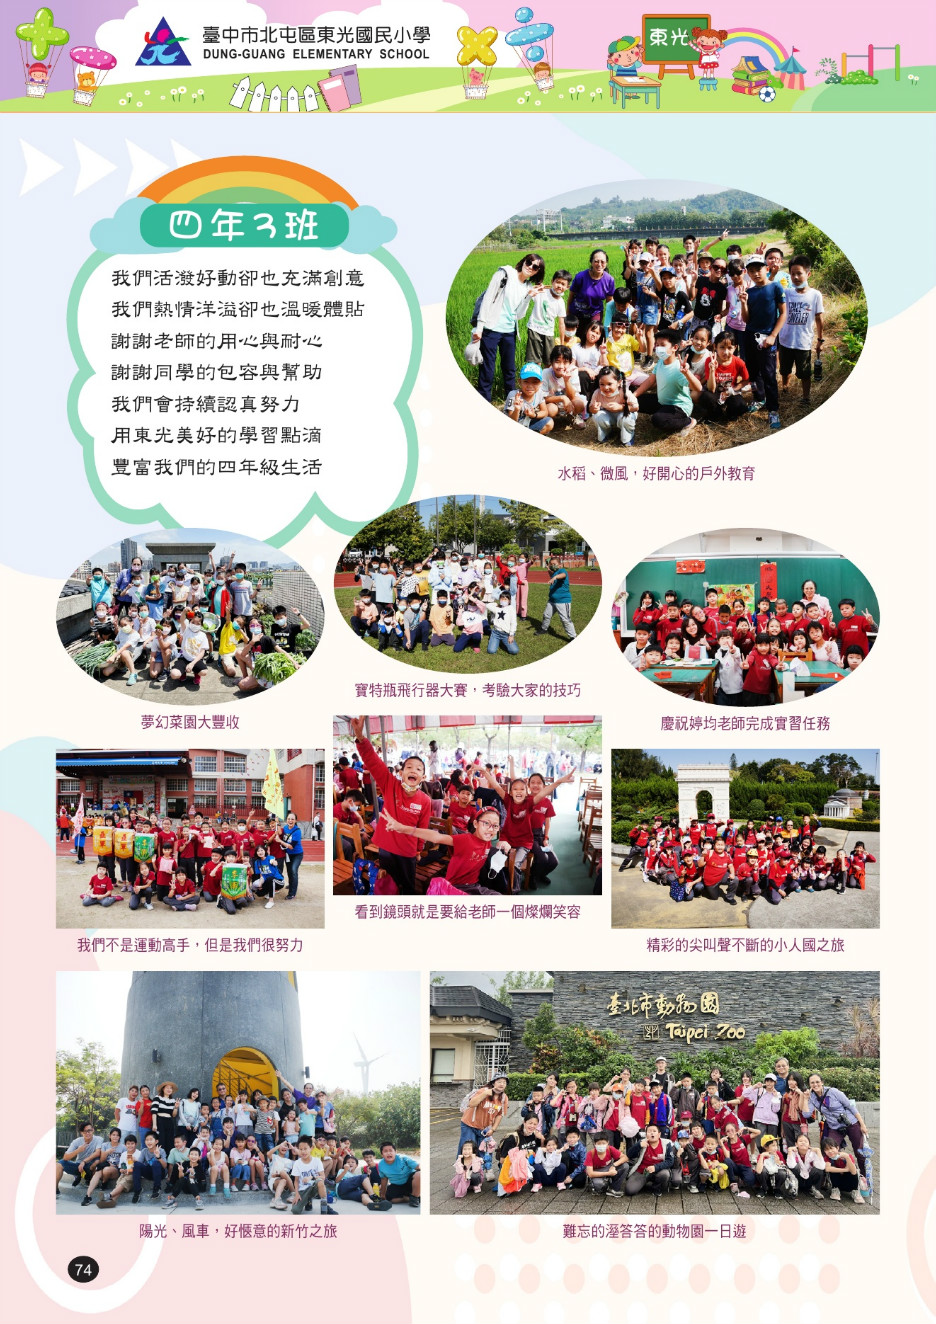 臺中市北屯區東光國民小學
DUNG-GUANG ELEMENTARY SCHOOL
東光
四年3班
我們活潑好動卻也充滿創意
我們熱情洋溢卻也溫暖體貼
謝謝老師的用心與耐心
謝謝同學的包容與幫助
我們會持續認真努力
用東光美好的學習點滴
豐富我們的四年級生活
水稻、微風，好開心的戶外教育
夢幻菜園大豐收
寶特瓶飛行器大賽，考驗大家的技巧
慶祝婷均老師完成實習任務
我們不是運動高手，但是我們很努力
看到鏡頭就是要給老師一個燦爛笑容
精彩的尖叫聲不斷的小人國之旅
臺北市動物園
Taipei Zoo
陽光、風車，好愜意的新竹之旅
難忘的溼答答的動物園一日遊
74